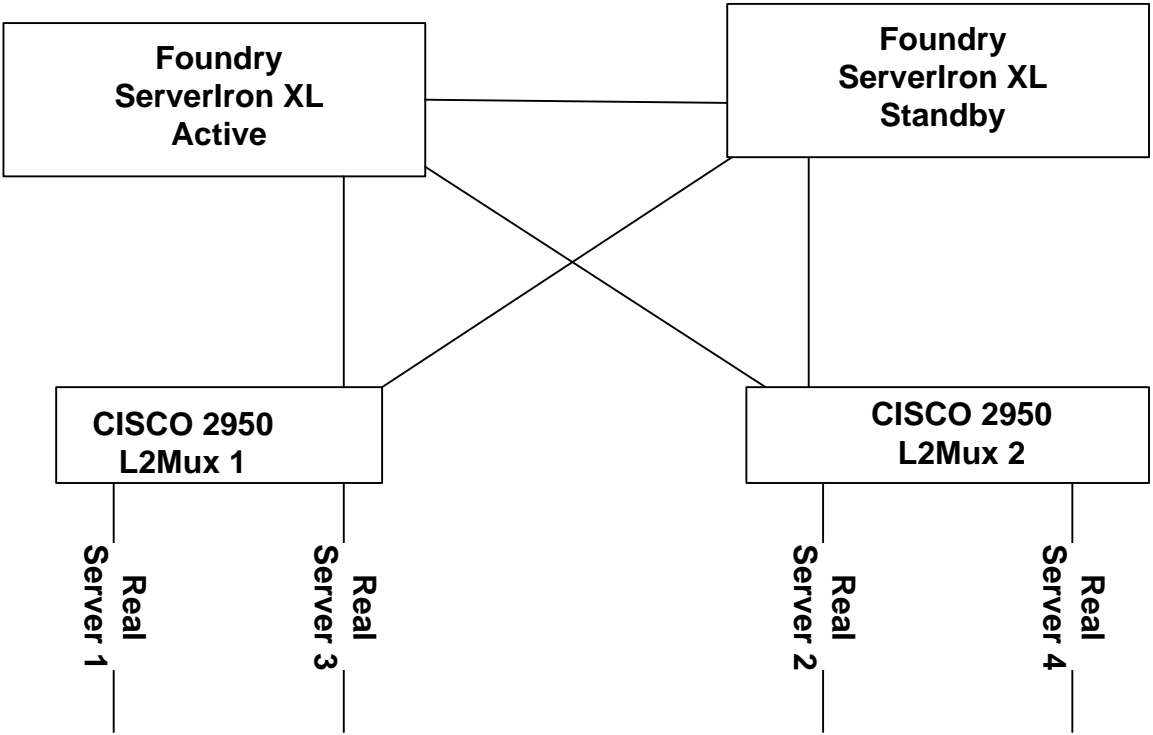 Foundry
ServerIron XL
Active
Foundry
ServerIron XL
Standby
CISCO 2950
L2Mux 1
CISCO 2950
L2Mux 2
Real
Server 1
Real
Server 3
Real
Server 2
Real
Server 4